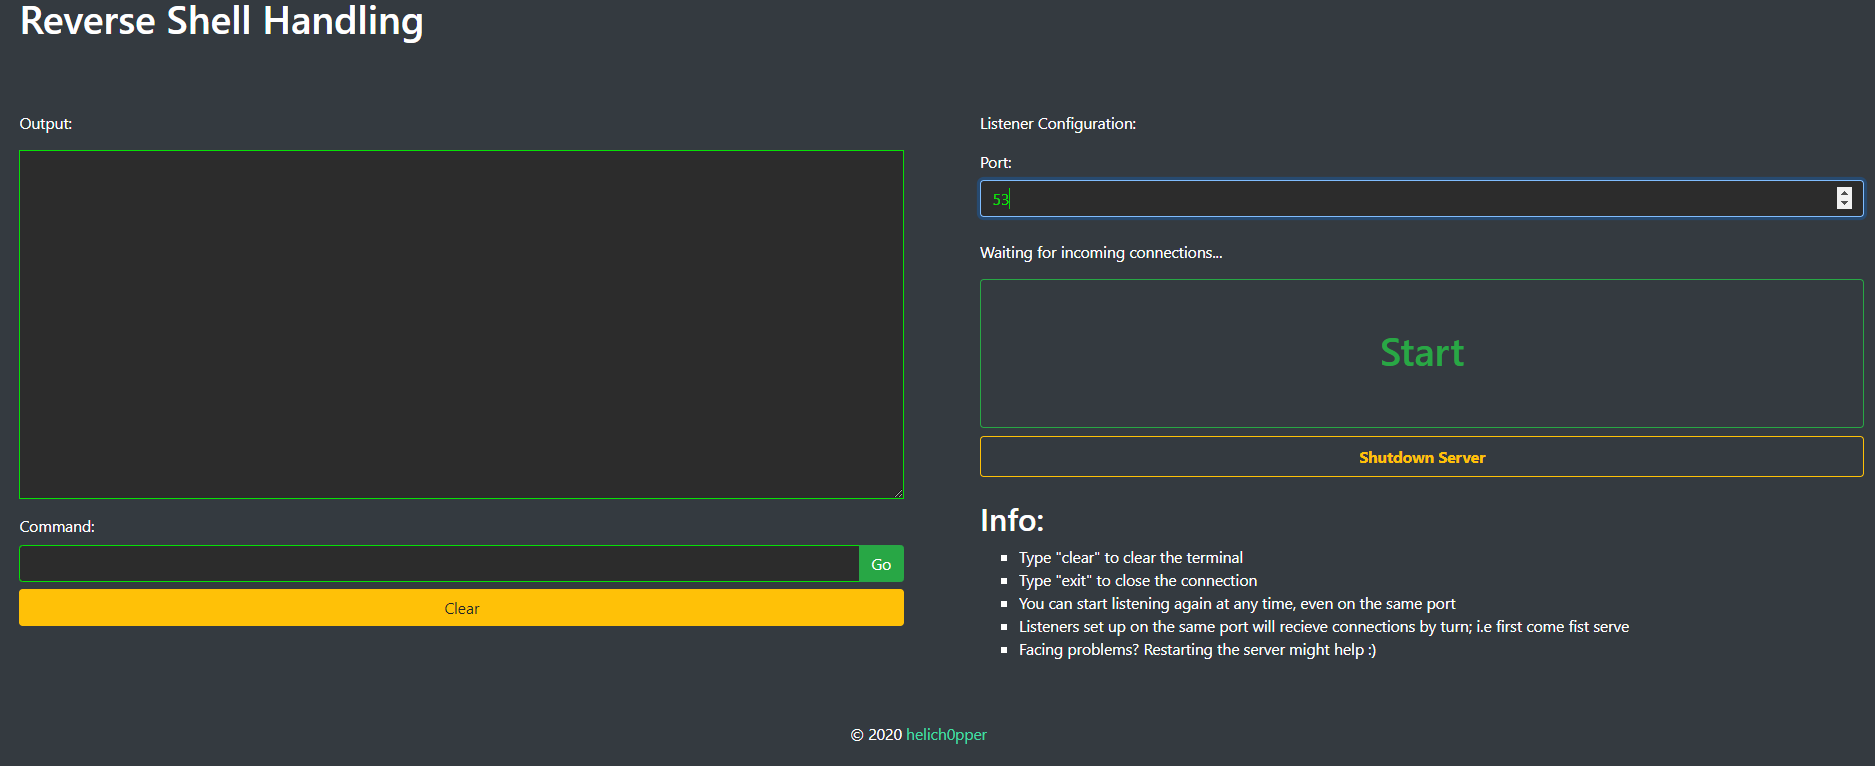 Reverse Shell Handling
Output:
Command:
Go
Clear
Listener Configuration:
Port:
53
Waiting for incoming connections...
Start
Shutdown Server
Info:
Type "clear" to clear the terminal
Type "exit" to close the connection
You can start listening again at any time, even on the same port
Listeners set up on the same port will recieve connections by turn; i.e first come fist serve
Facing problems? Restarting the server might help :)
© 2020 helich0pper